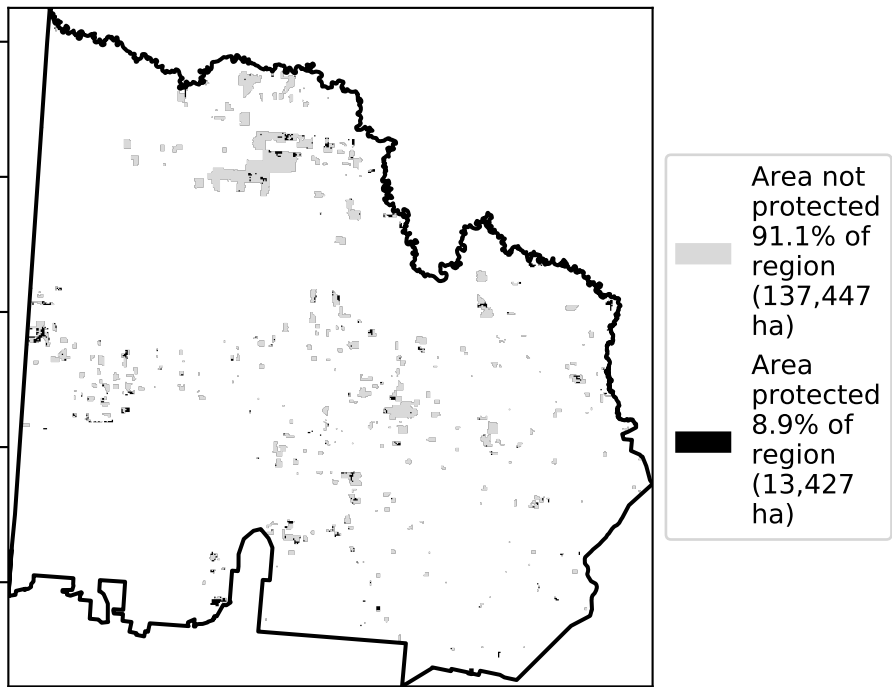 Area not
protected
91.1% of
region
(137,447
ha)
Area
protected
8.9% of
region
(13,427
ha)